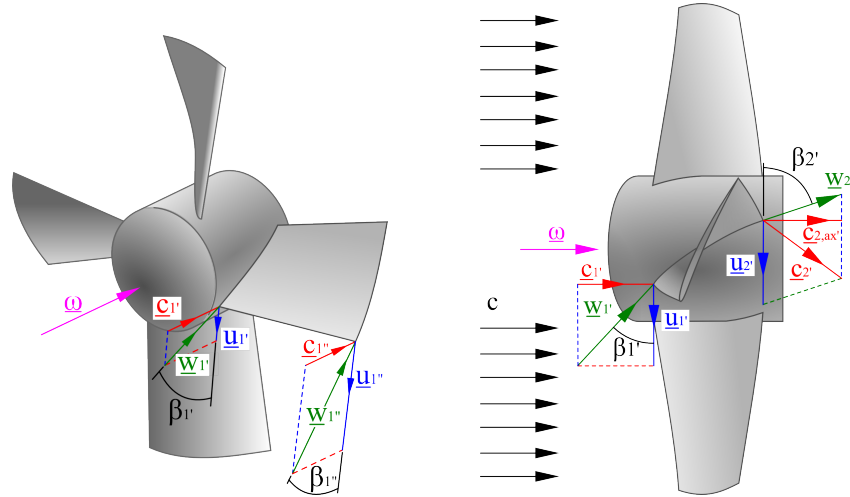 ω
c1'
w1'
u1'
β1'
c1"
u1"
w1"
β1"
ω
c
c1'
w1'
u1'
β1'
β2'
w2
c2,ax'
u2'
c2'